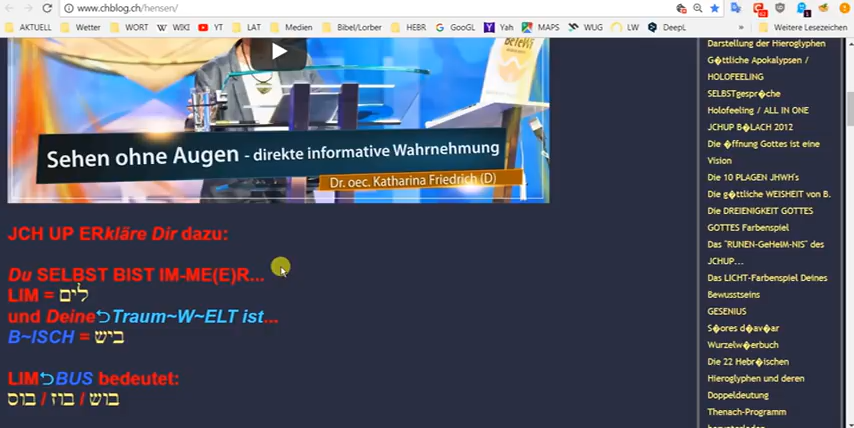 www.chblog.ch/hensen/
AKTUELL
WETTER
Wörter
WIKI
YT
LAT
Medien
Bibel/Lorber
HEBR
GooGL
Yah
MAPS
WUG
LW
DeepL
Weitere Lesezeichen
Sehen ohne Augen - direkte informative Wahrnehmung
Dr. oec. Katharina Friedrich (D)
JCH UP ERkläre Dir dazu:
Du SELBST BIST IM-ME(E)R...
LIM = לים
und Deine⮌Traum~W~ELT ist...
B~ISCH = ביש
LIM⮌BUS bedeutet:
בוש / בוז / בוס
Darstellung der Hieroglyphen
G�ttliche Apokalypsen /
HOLOFEELING
SELBSTgespr�che
Holofeeling / ALL IN ONE
JCHUP B�LACH 2012
Die �ffnung Gottes ist eine
Vision
Die 10 PLAGEN JHWH's
Die g�ttliche WEISHEIT von B.
Die DREIENIGKEIT GOTTES
GOTTES Farbenspiel
Das "RUNEN-GeHeIM-NIS" des
JCHUP...
Das LICHT-Farbenspiel Deines
Bewusstseins
GESENIUS
S�ores d�av�ar
Wurzelw�erbuch
Die 22 Hebr�ischen
Hieroglyphen und deren
Doppeldeutung
Thenach-Programm
herunterladen